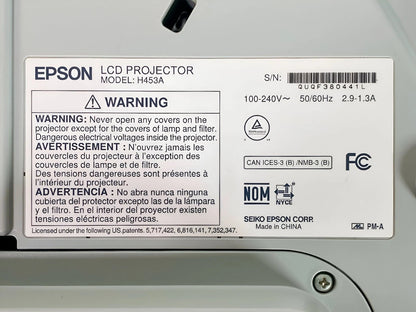 EPSON LCD PROJECTOR
MODEL: H453A
S/N:
QUQF380441L
100-240V~ 50/60Hz 2.9-1.3A
WARNING
WARNING: Never open any covers on the
projector except for the covers of lamp and filter.
Dangerous electrical voltages inside the projector.
AVERTISSEMENT : N'ouvrez jamais les
couvercles du projecteur à l'exception des
couvercles de lampe et de filtre.
Des tensions dangereuses sont présentes à
l'intérieur du projecteur.
ADVERTENCIA : No abra nunca ninguna
cubierta del protector excepto las de la lámpara
y el filtro. En el interior del proyector existen
tensiones eléctricas peligrosas.
Licensed under the following US patents. 5,717,422, 6,816,141, 7,352,347.
CAN ICES-3 (B) /NMB-3 (B)
FC
NOM
NYCE
SEIKO EPSON CORP.
Made in CHINA
PM-A